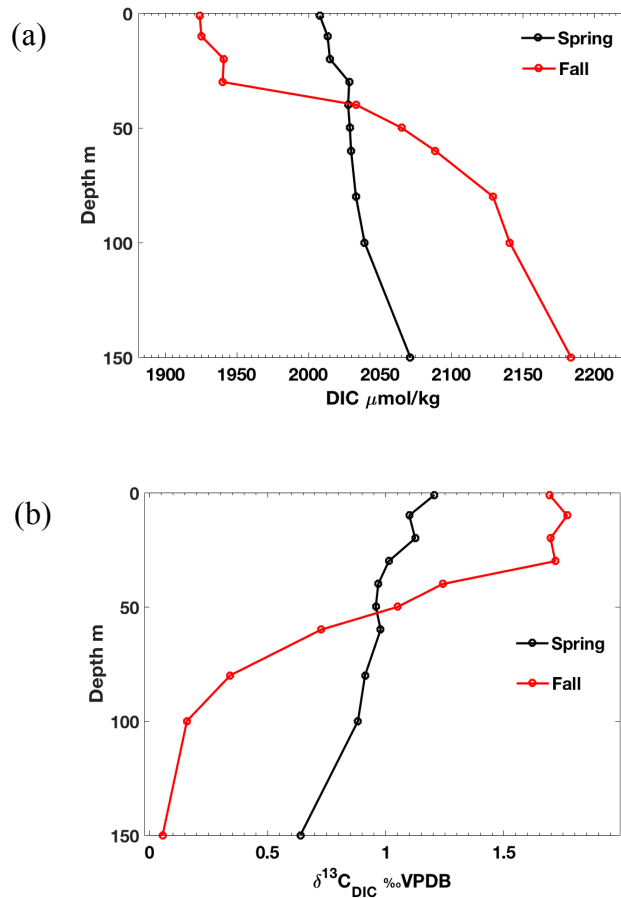 (a)
0
50
100
150
Depth m
Spring
Fall
1900 1950 2000 2050 2100 2150 2200
DIC μmol/kg
(b)
0
50
100
150
Depth m
Spring
Fall
0 0.5 1 1.5
δ¹³C_DIC ‰VPDB